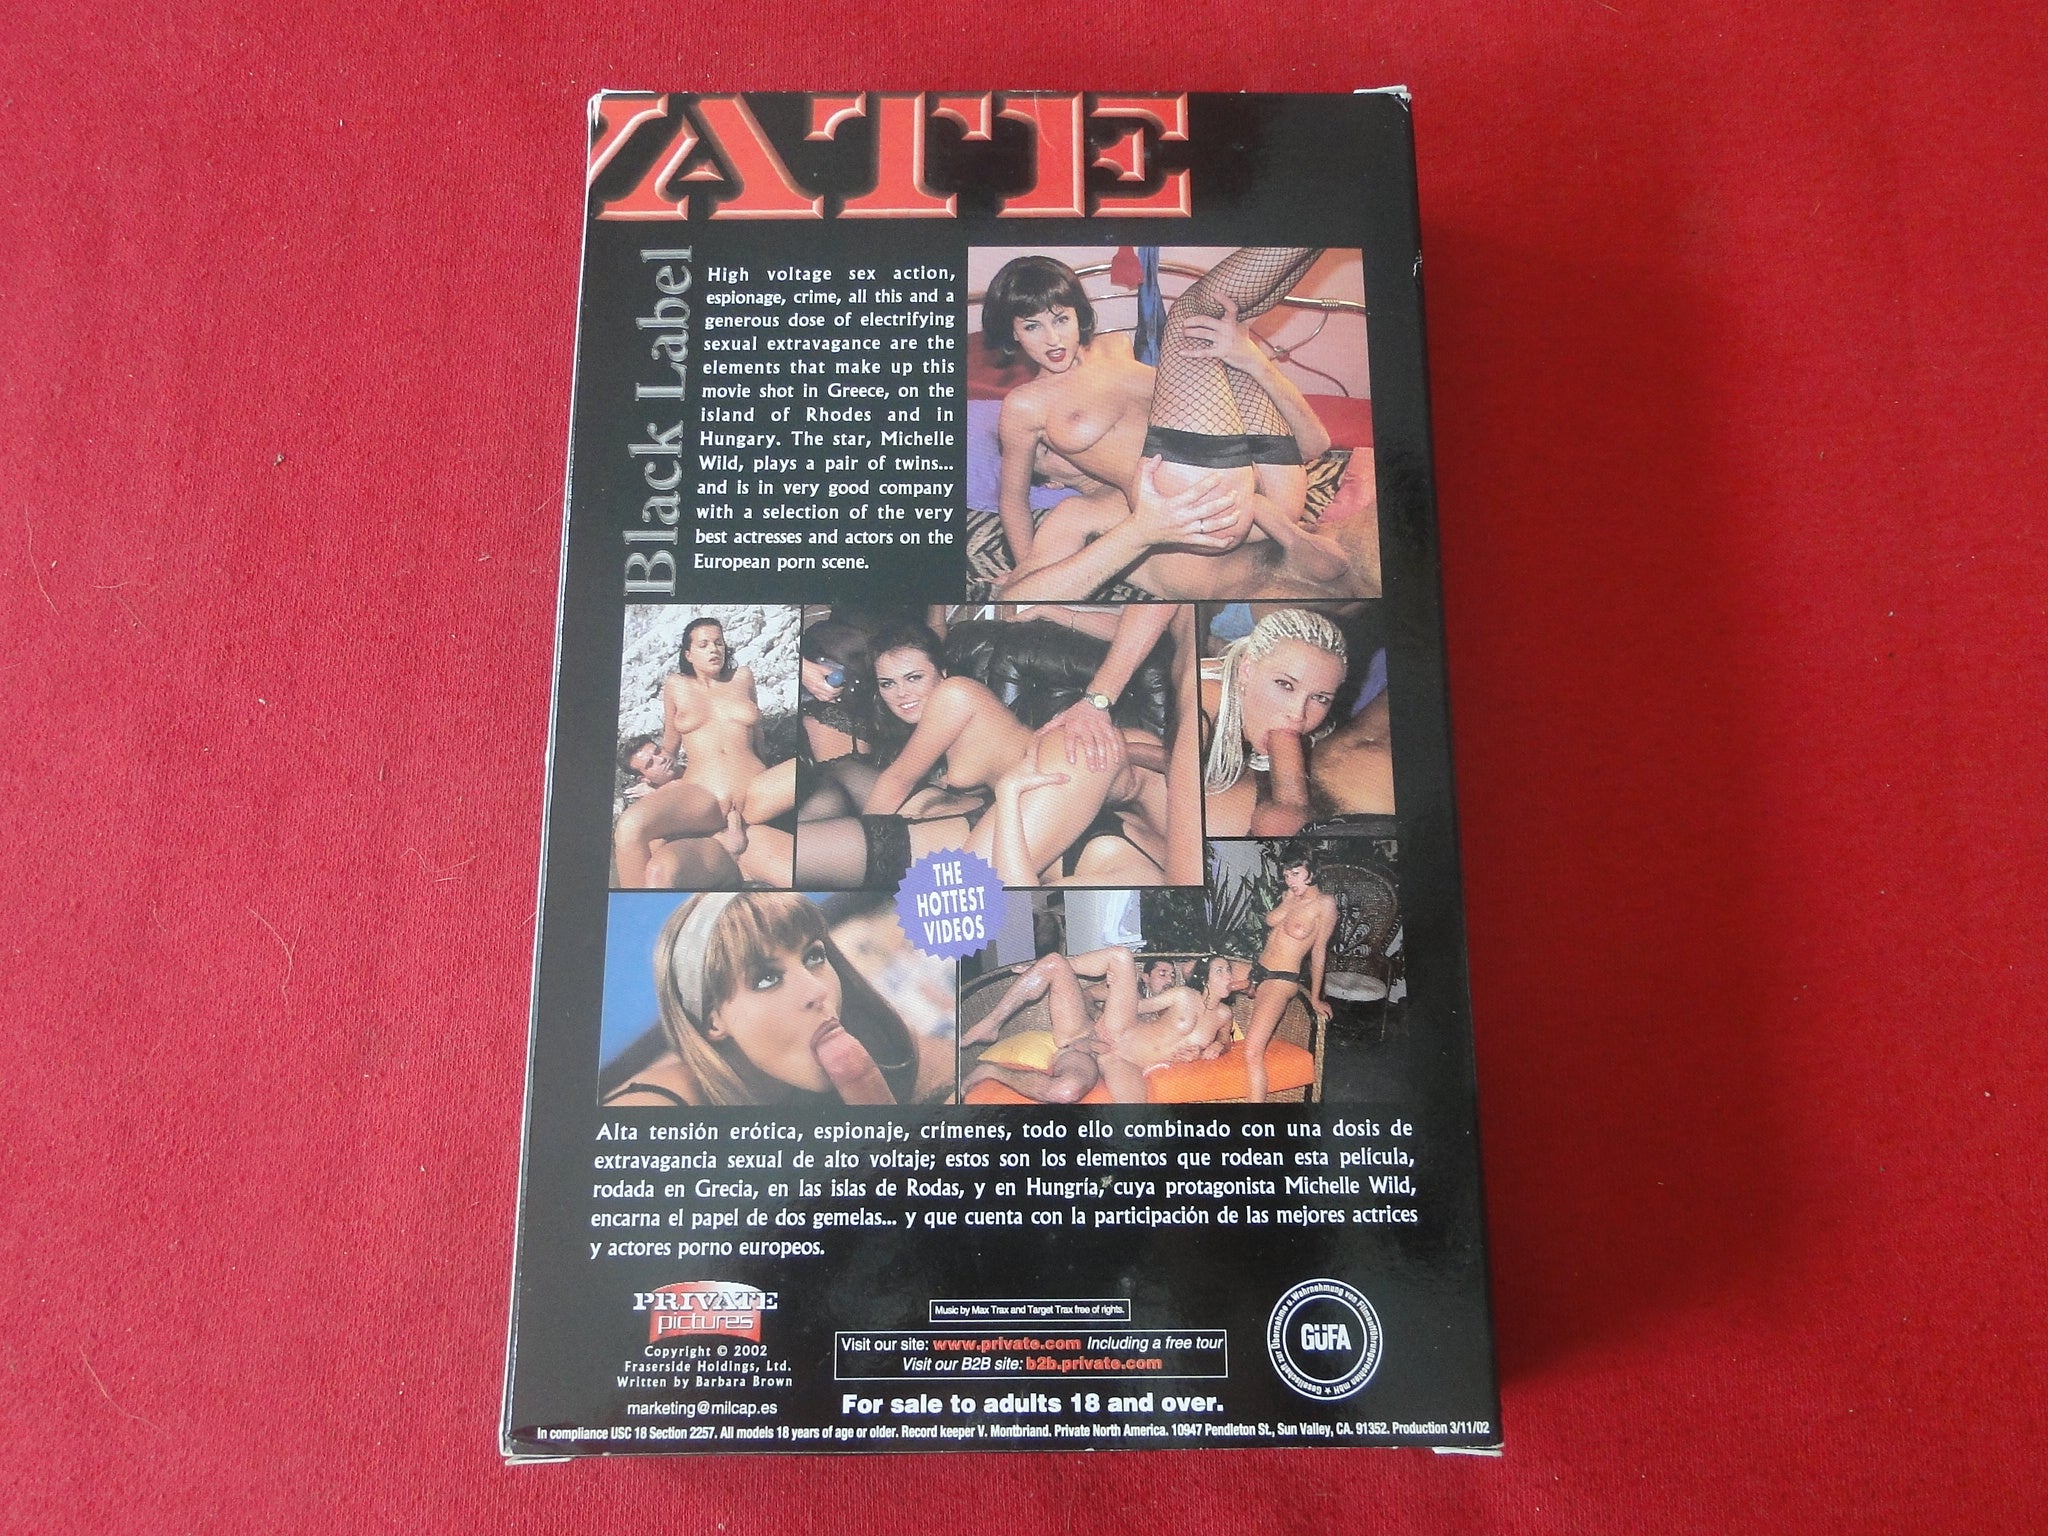 VATE
Black Label
High voltage sex action,
espionage, crime, all this and a
generous dose of electrifying
sexual extravagance are the
elements that make up this
movie shot in Greece, on the
island of Rhodes and in
Hungary. The star, Michelle
Wild, plays a pair of twins...
and is in very good company
with a selection of the very
best actresses and actors on the
European porn scene.
THE
HOTTEST
VIDEOS
Alta tensión erótica, espionaje, crímenes, todo ello combinado con una dosis de
extravagancia sexual de alto voltaje; estos son los elementos que rodean esta película,
rodada en Grecia, en las islas de Rodas, y en Hungría, cuya protagonista Michelle Wild,
encarna el papel de dos gemelas... y que cuenta con la participación de las mejores actrices
y actores porno europeos.
PRIVATE
pictures
Copyright © 2002
Fraserside Holdings, Ltd.
Written by Barbara Brown
marketing@milcap.es
Music by Max Trax and Target Trax free of rights.
Visit our site: www.private.com Including a free tour
Visit our B2B site: b2b.private.com
For sale to adults 18 and over.
GüFA
Gesellschaft zur Übernahme u. Wahrnehmung von Filmaufführungsrechten mbH ★
In compliance USC 18 Section 2257. All models 18 years of age or older. Record keeper V. Montbriand. Private North America. 10947 Pendleton St., Sun Valley, CA. 91352. Production 3/11/02